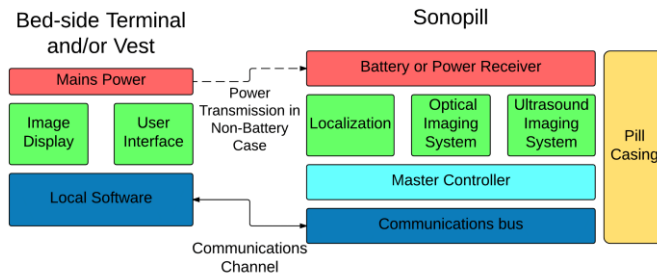 Bed-side Terminal
and/or Vest
Sonopill
Mains Power
Battery or Power Receiver
Power
Transmission in
Non-Battery
Case
Image
Display
User
Interface
Localization
Optical
Imaging
System
Ultrasound
Imaging
System
Pill
Casing
Master Controller
Local Software
Communications bus
Communications
Channel